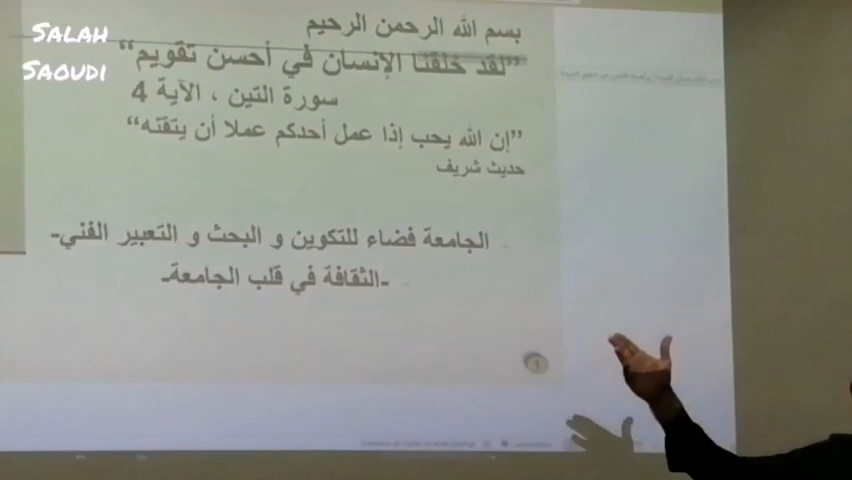 SALAH
SAOUDI
بسم الله الرحمن الرحيم
”لقد خلقنا الإنسان في أحسن تقويم“
سورة التين ، الآية 4
”إن الله يحب إذا عمل أحدكم عملا أن يتقنه“
حديث شريف
الجامعة فضاء للتكوين و البحث و التعبير الفني-
-الثقافة في قلب الجامعة-
1